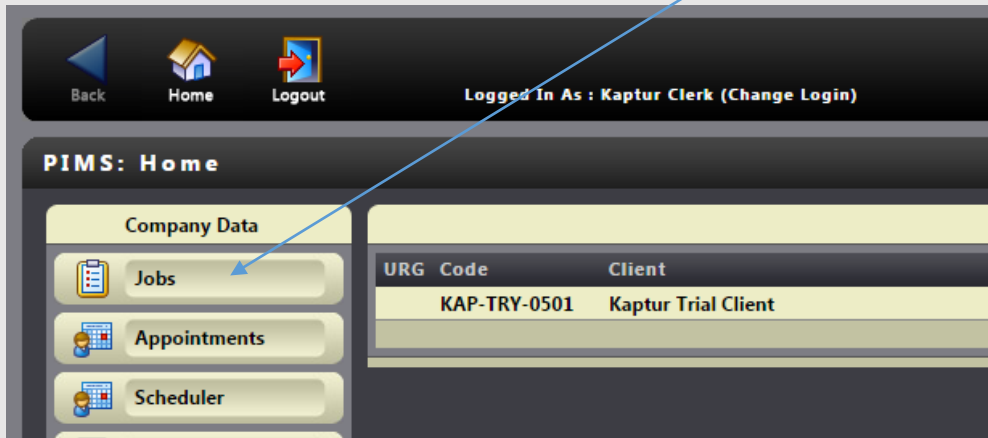 Back Home Logout Logged In As : Kaptur Clerk (Change Login)
PIMS: Home
Company Data
Jobs
Appointments
Scheduler
URG Code Client
KAP-TRY-0501 Kaptur Trial Client